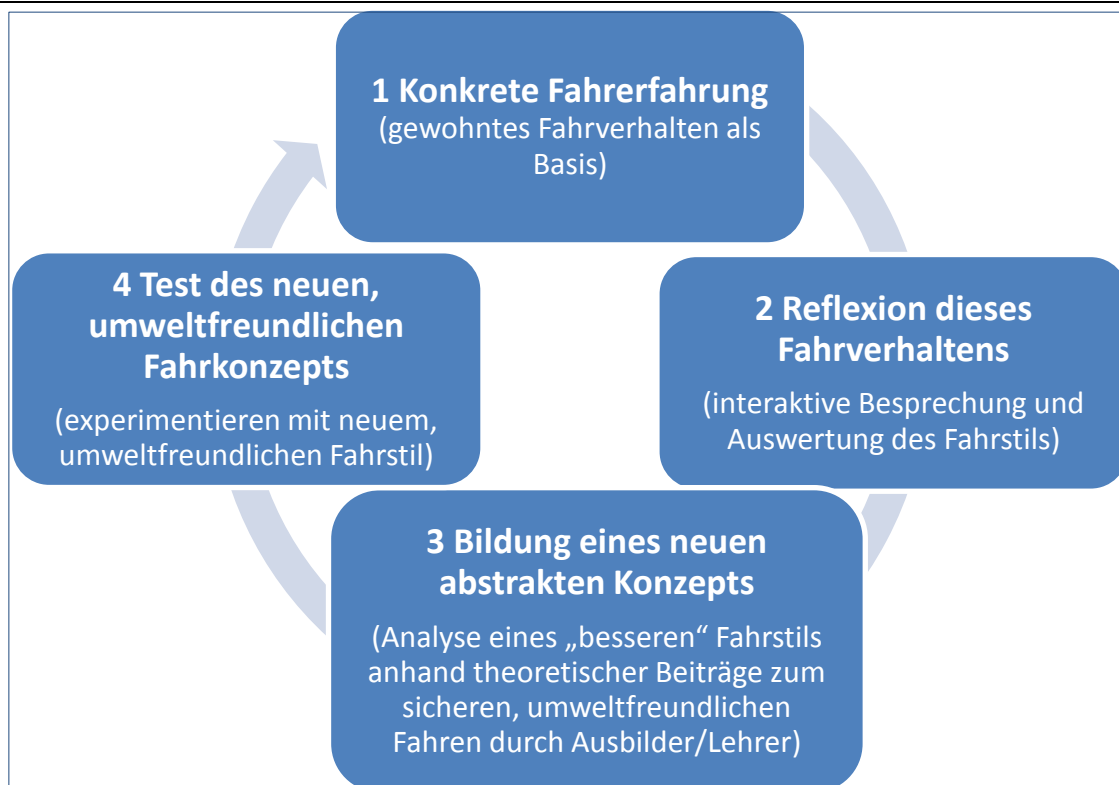 1 Konkrete Fahrerfahrung
(gewohntes Fahrverhalten als
Basis)
2 Reflexion dieses
Fahrverhaltens
(interaktive Besprechung und
Auswertung des Fahrstils)
3 Bildung eines neuen
abstrakten Konzepts
(Analyse eines „besseren“ Fahrstils
anhand theoretischer Beiträge zum
sicheren, umweltfreundlichen
Fahren durch Ausbilder/Lehrer)
4 Test des neuen,
umweltfreundlichen
Fahrkonzepts
(experimentieren mit neuem,
umweltfreundlichen Fahrstil)